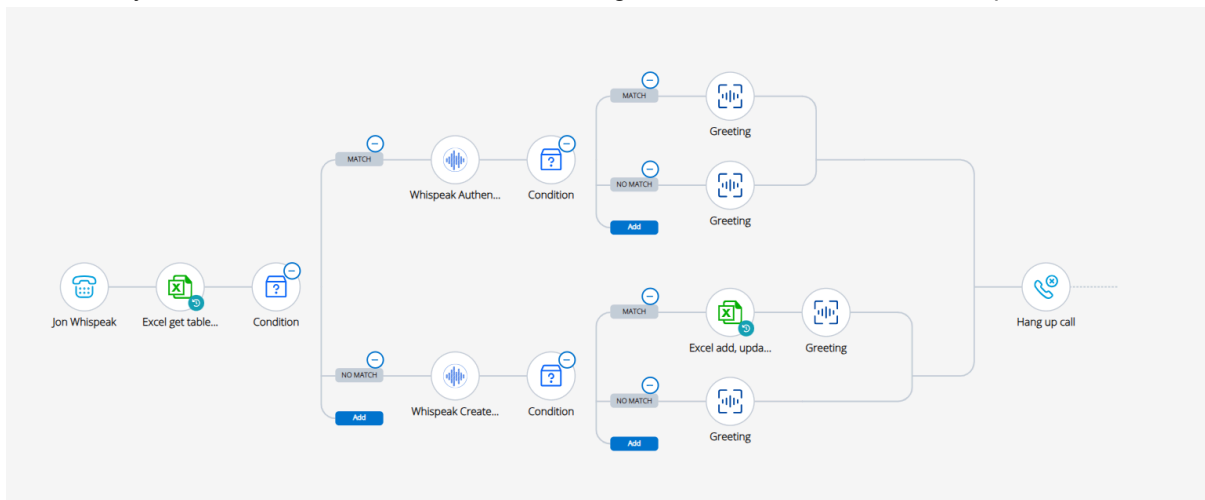 MATCH
Greeting
MATCH
Whispeak Authen...
Condition
NO MATCH
Greeting
Add
Jon Whispeak
Excel get table...
Condition
MATCH
Excel add, upda...
Greeting
Hang up call
NO MATCH
Whispeak Create...
Condition
NO MATCH
Greeting
Add
Add